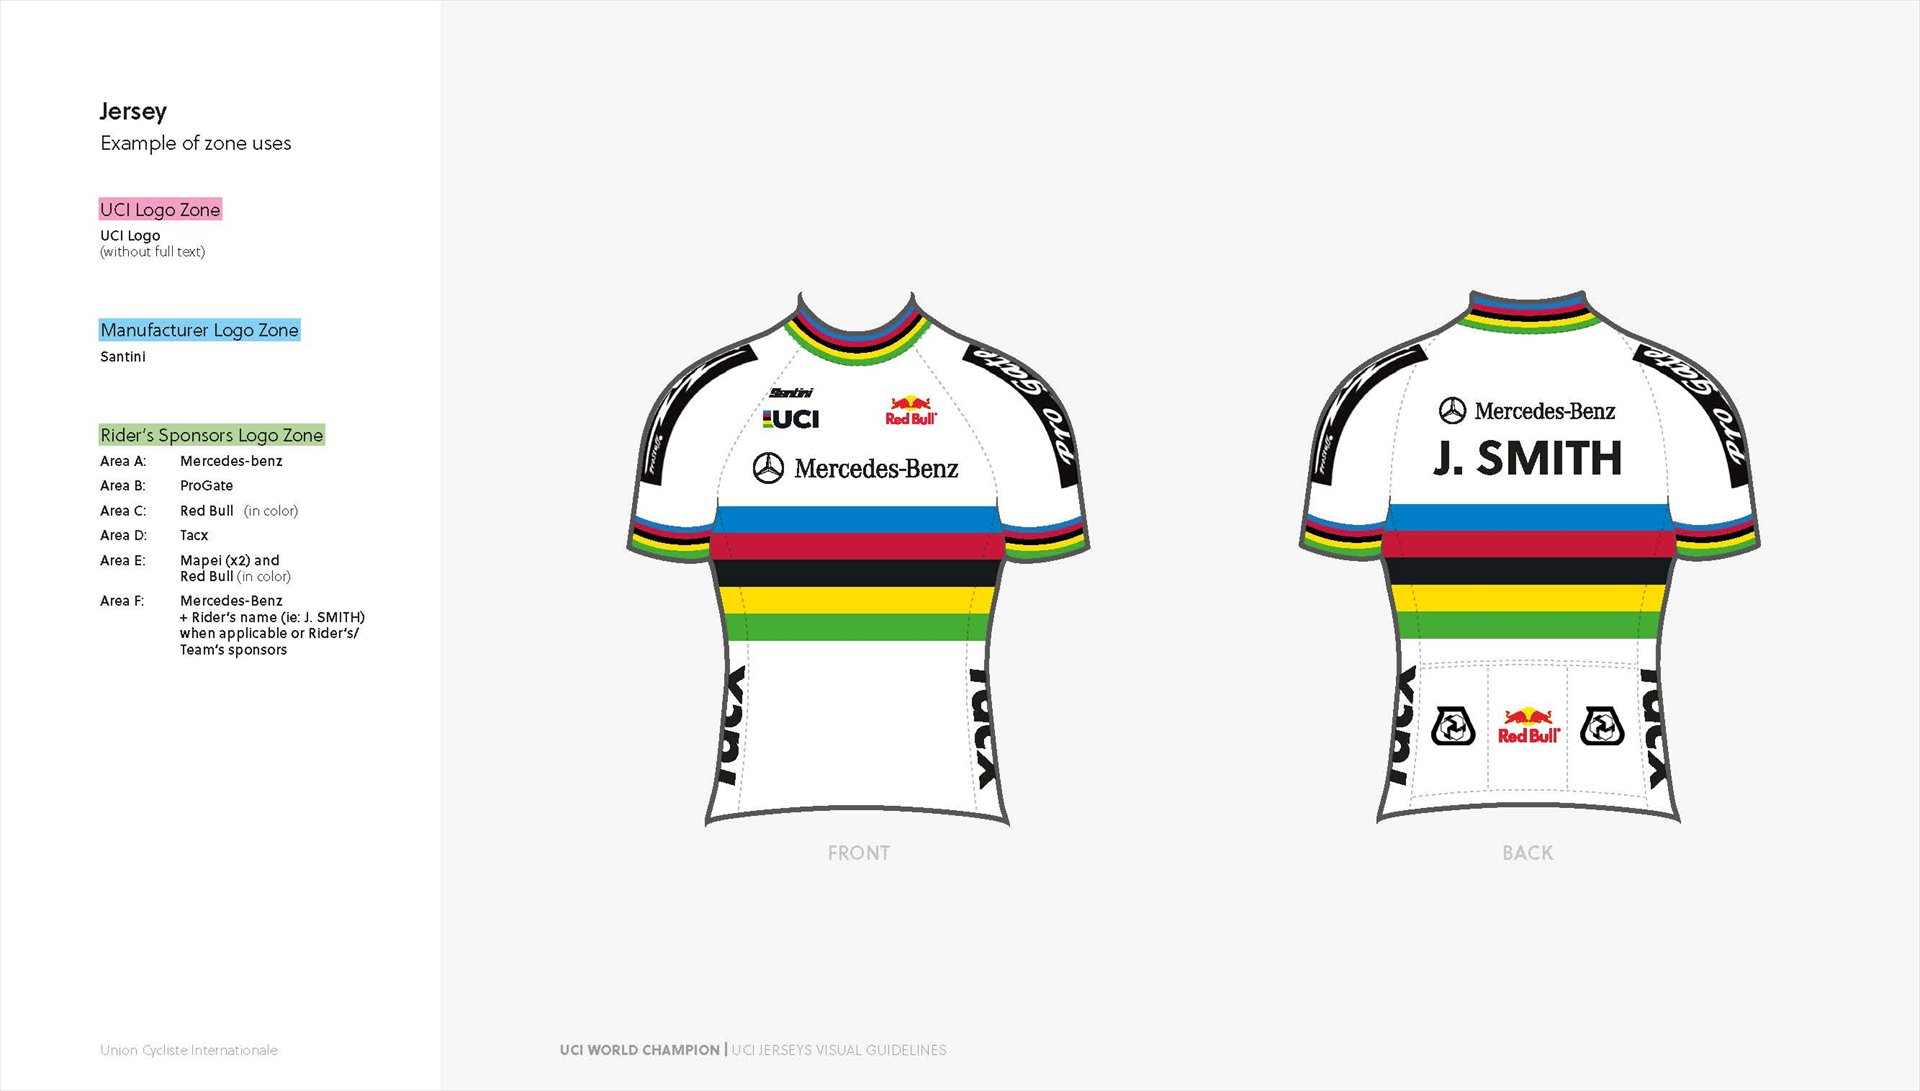 Jersey
Example of zone uses
UCI Logo Zone
UCI Logo
(without full text)
Manufacturer Logo Zone
Santini
Rider's Sponsors Logo Zone
Area A: Mercedes-benz
Area B: ProGate
Area C: Red Bull (in color)
Area D: Tacx
Area E: Mapei (x2) and
Red Bull (in color)
Area F: Mercedes-Benz
+ Rider's name (ie: J. SMITH)
when applicable or Rider's/
Team's sponsors
Santini
UCI
Red Bull
Mercedes-Benz
Pro Gate
Tacx
Tacx
FRONT
Mercedes-Benz
J. SMITH
Pro Gate
Tacx
Red Bull
Tacx
BACK
Union Cycliste Internationale
UCI WORLD CHAMPION | UCI JERSEYS VISUAL GUIDELINES